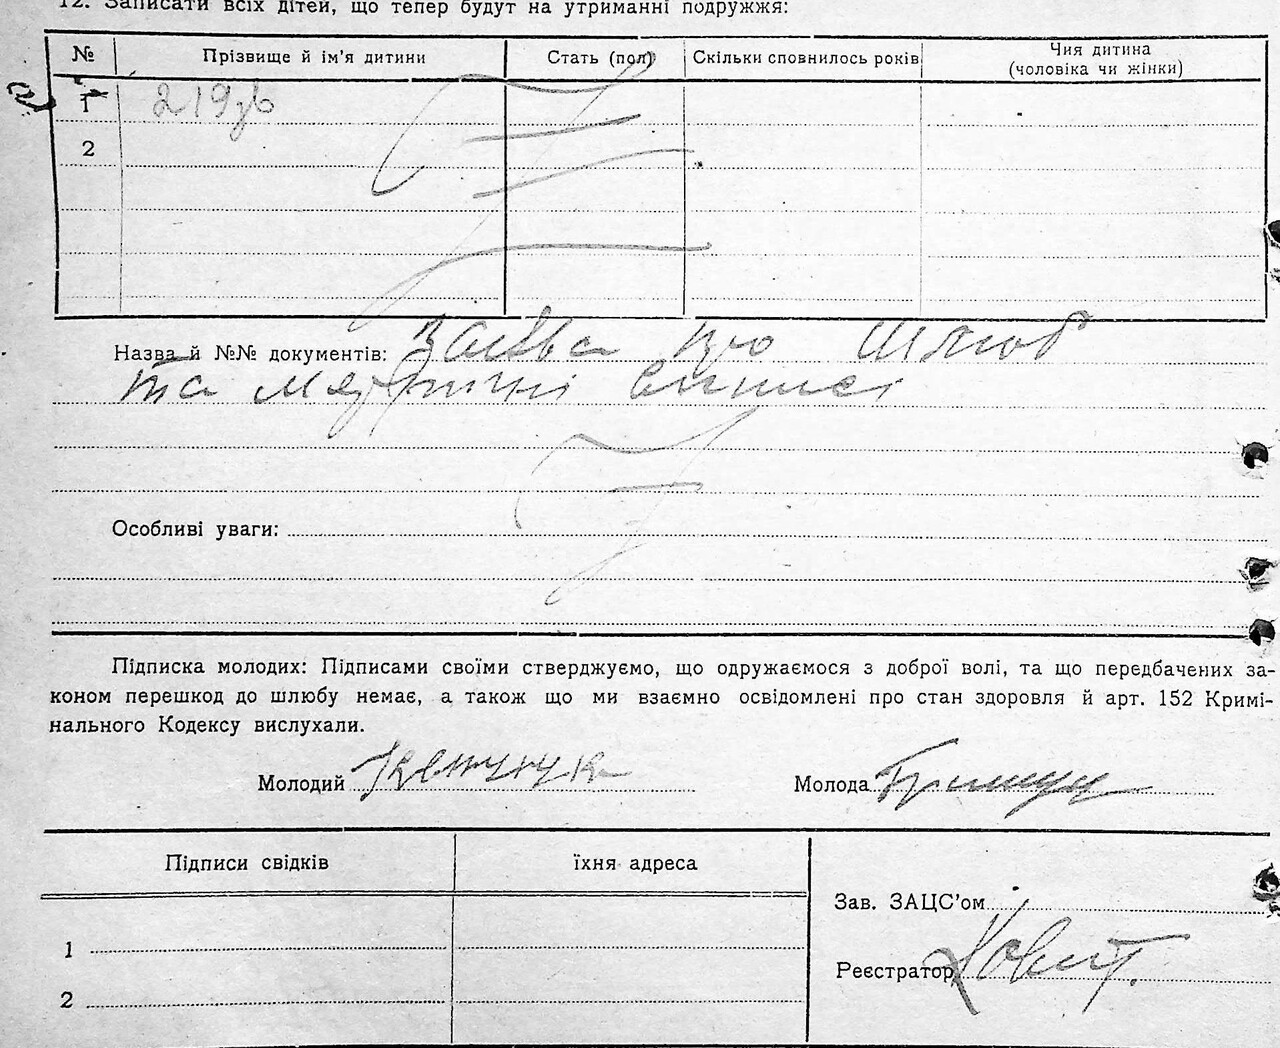 12. Записати всіх дітей, що тепер будут на утриманні подружжя:
№ Прізвище й ім'я дитини Стать (пол) Скільки сповнилось років Чия дитина
(чоловіка чи жінки)
1
2
Назва й №№ документів: Заява про шлюб
та метричні виписі
Особливі уваги:
Підписка молодих: Підписами своїми стверджуємо, що одружаємося з доброї волі, та що передбачених за-
коном перешкод до шлюбу немає, а також що ми взаємно освідомлені про стан здоровля й арт. 152 Кримі-
нального Кодексу вислухали.
Молодий Молода
Підписи свідків їхня адреса
Зав. ЗАЦС'ом
1
Реєстратор
2